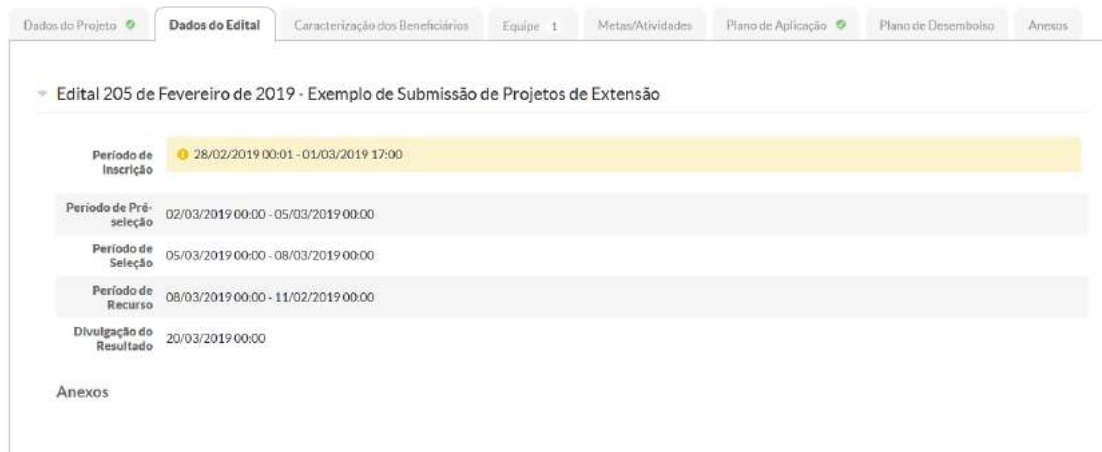 Dados do Projeto Dados do Edital Caracterização dos Beneficiários Equipe 1 Metas/Atividades Plano de Aplicação Plano de Desembolso Anexos
Edital 205 de Fevereiro de 2019 - Exemplo de Submissão de Projetos de Extensão
Período de
Inscrição
28/02/2019 00:01 - 01/03/2019 17:00
Período de Pré-
seleção
02/03/2019 00:00 - 05/03/2019 00:00
Período de
Seleção
05/03/2019 00:00 - 08/03/2019 00:00
Período de
Recurso
08/03/2019 00:00 - 11/02/2019 00:00
Divulgação do
Resultado
20/03/2019 00:00
Anexos